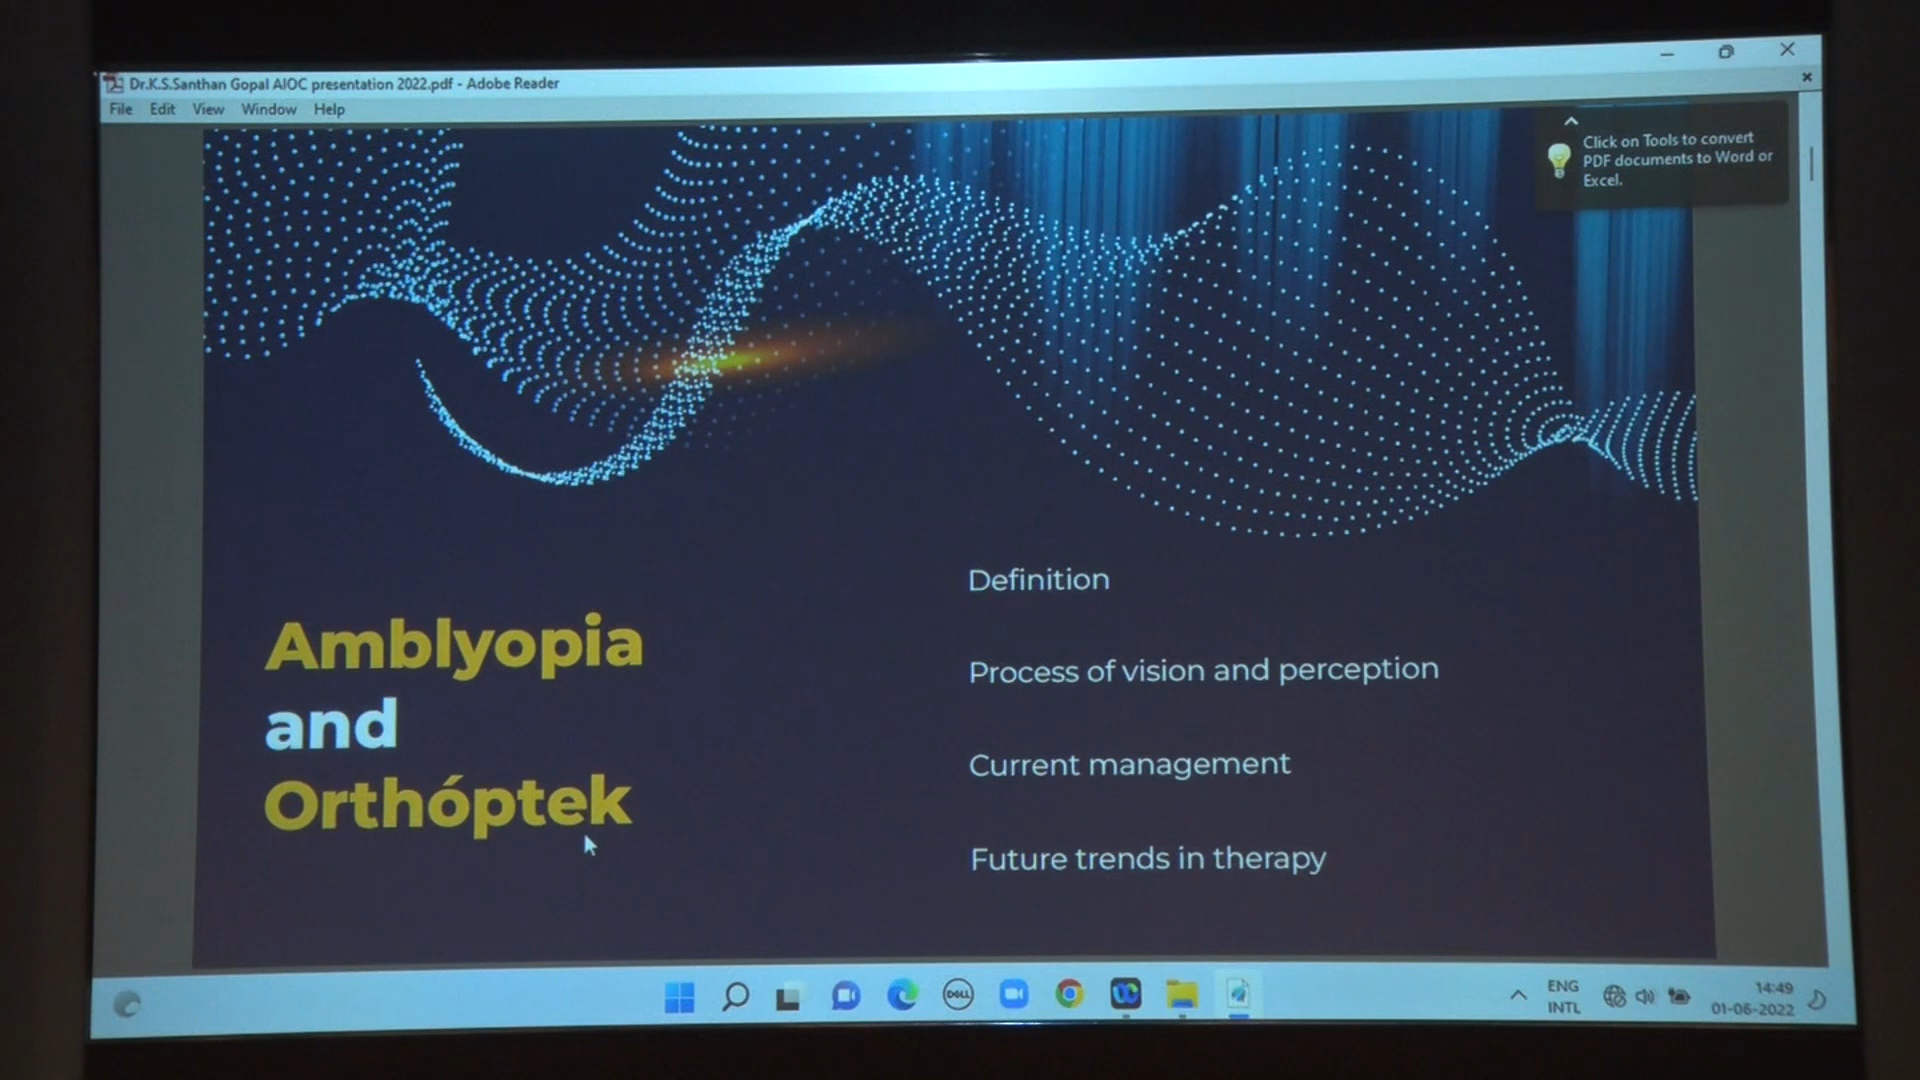 Dr.K.S.Santhan Gopal AIOC presentation 2022.pdf - Adobe Reader
File Edit View Window Help
Click on Tools to convert
PDF documents to Word or
Excel.
Definition
Process of vision and perception
Current management
Future trends in therapy
Amblyopia
and
Orthóptek
DELL
ENG
INTL
14:49
01-06-2022